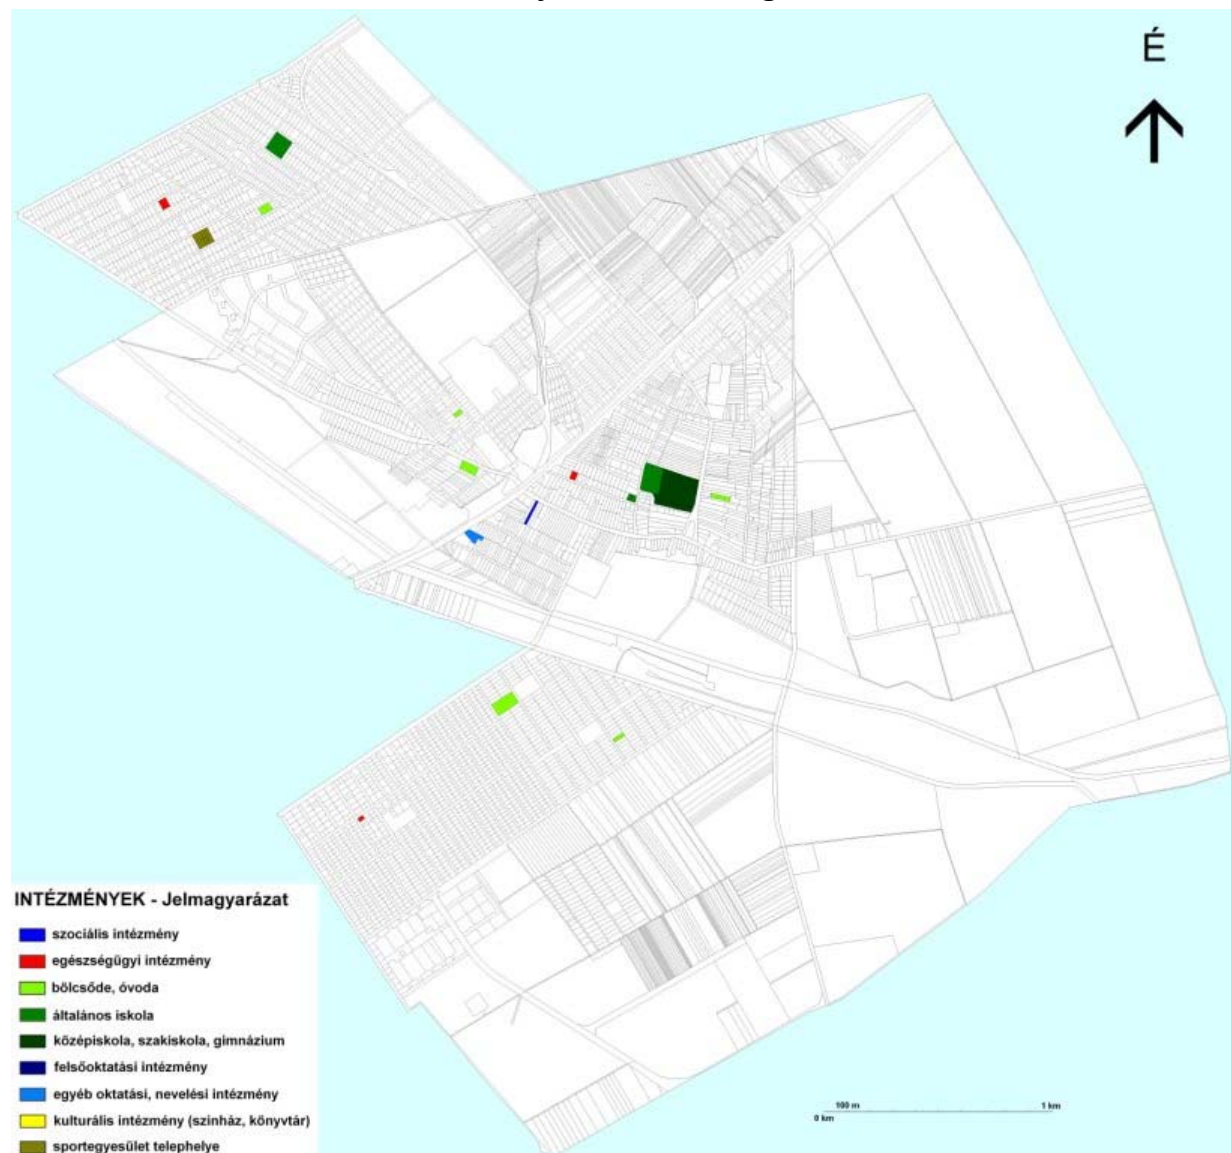 É
INTÉZMÉNYEK - Jelmagyarázat
szociális intézmény
egészségügyi intézmény
bölcsőde, óvoda
általános iskola
középiskola, szakiskola, gimnázium
felsőoktatási intézmény
egyéb oktatási, nevelési intézmény
kulturális intézmény (színház, könyvtár)
sportegyesület telephelye
100 m 1 km
0 km